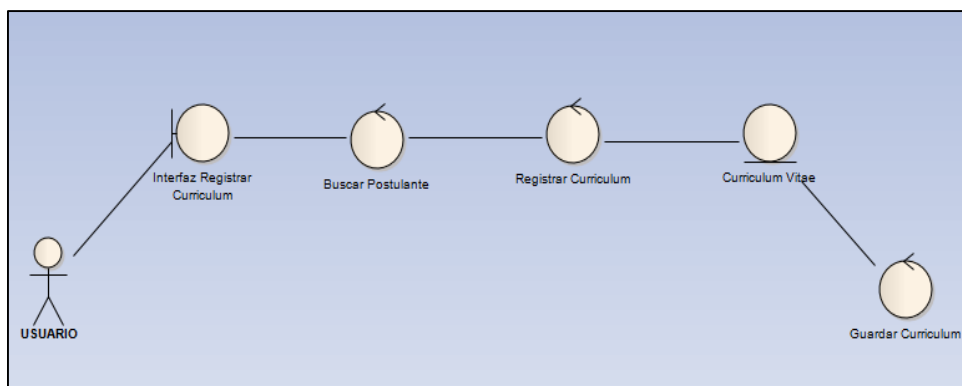 Interfaz Registrar
Curriculum
Buscar Postulante
Registrar Curriculum
Curriculum Vitae
USUARIO
Guardar Curriculum